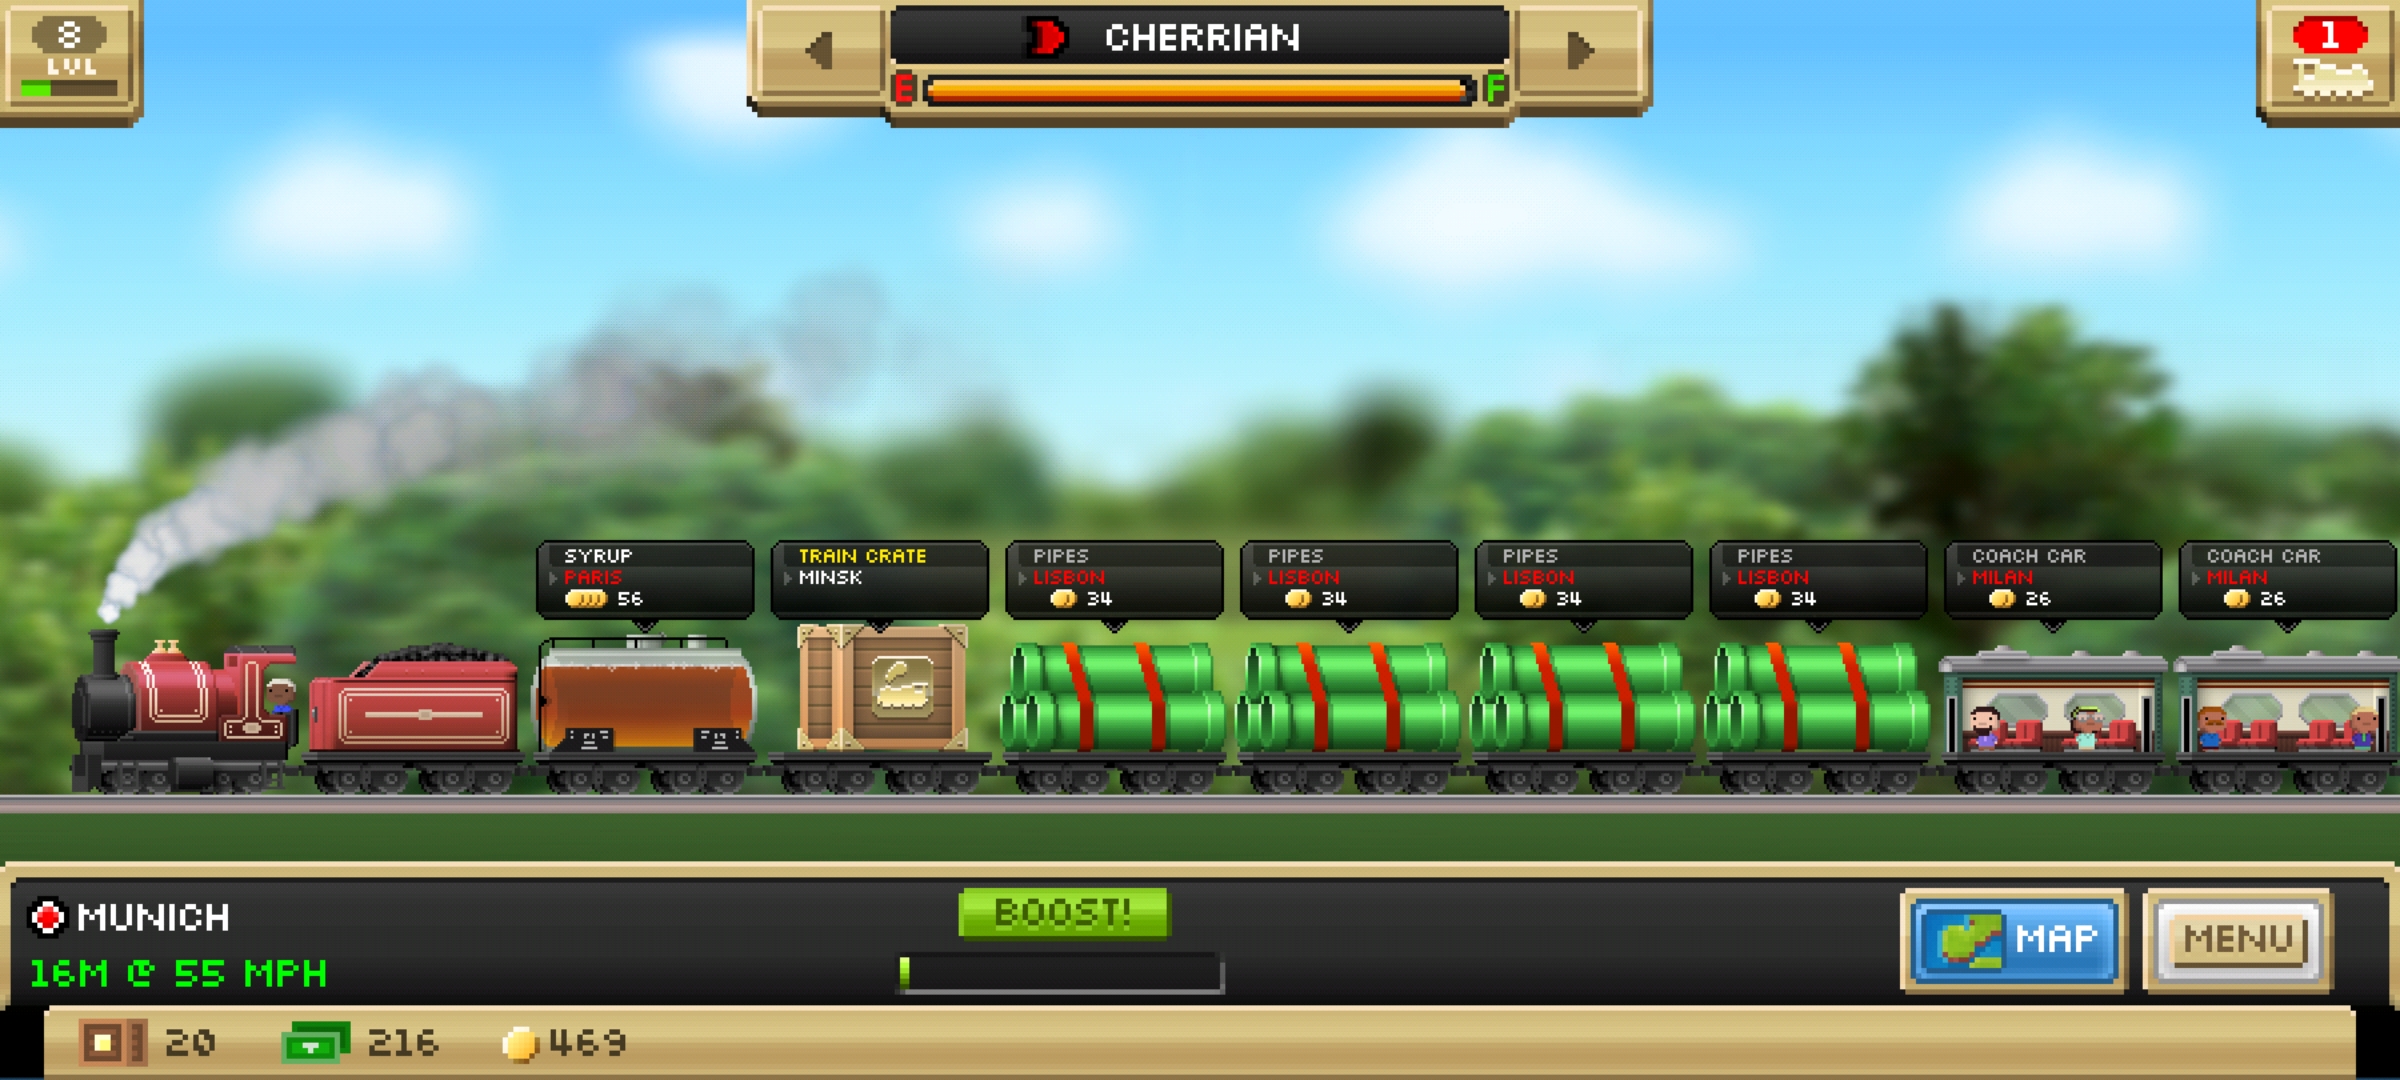 8
LVL
CHERRIAN
E F
1
SYRUP
PARIS
56
TRAIN CRATE
MINSK
PIPES
LISBON
34
PIPES
LISBON
34
PIPES
LISBON
34
PIPES
LISBON
34
COACH CAR
MILAN
26
COACH CAR
MILAN
26
MUNICH
16M @ 55 MPH
BOOST!
MAP
MENU
20
216
469